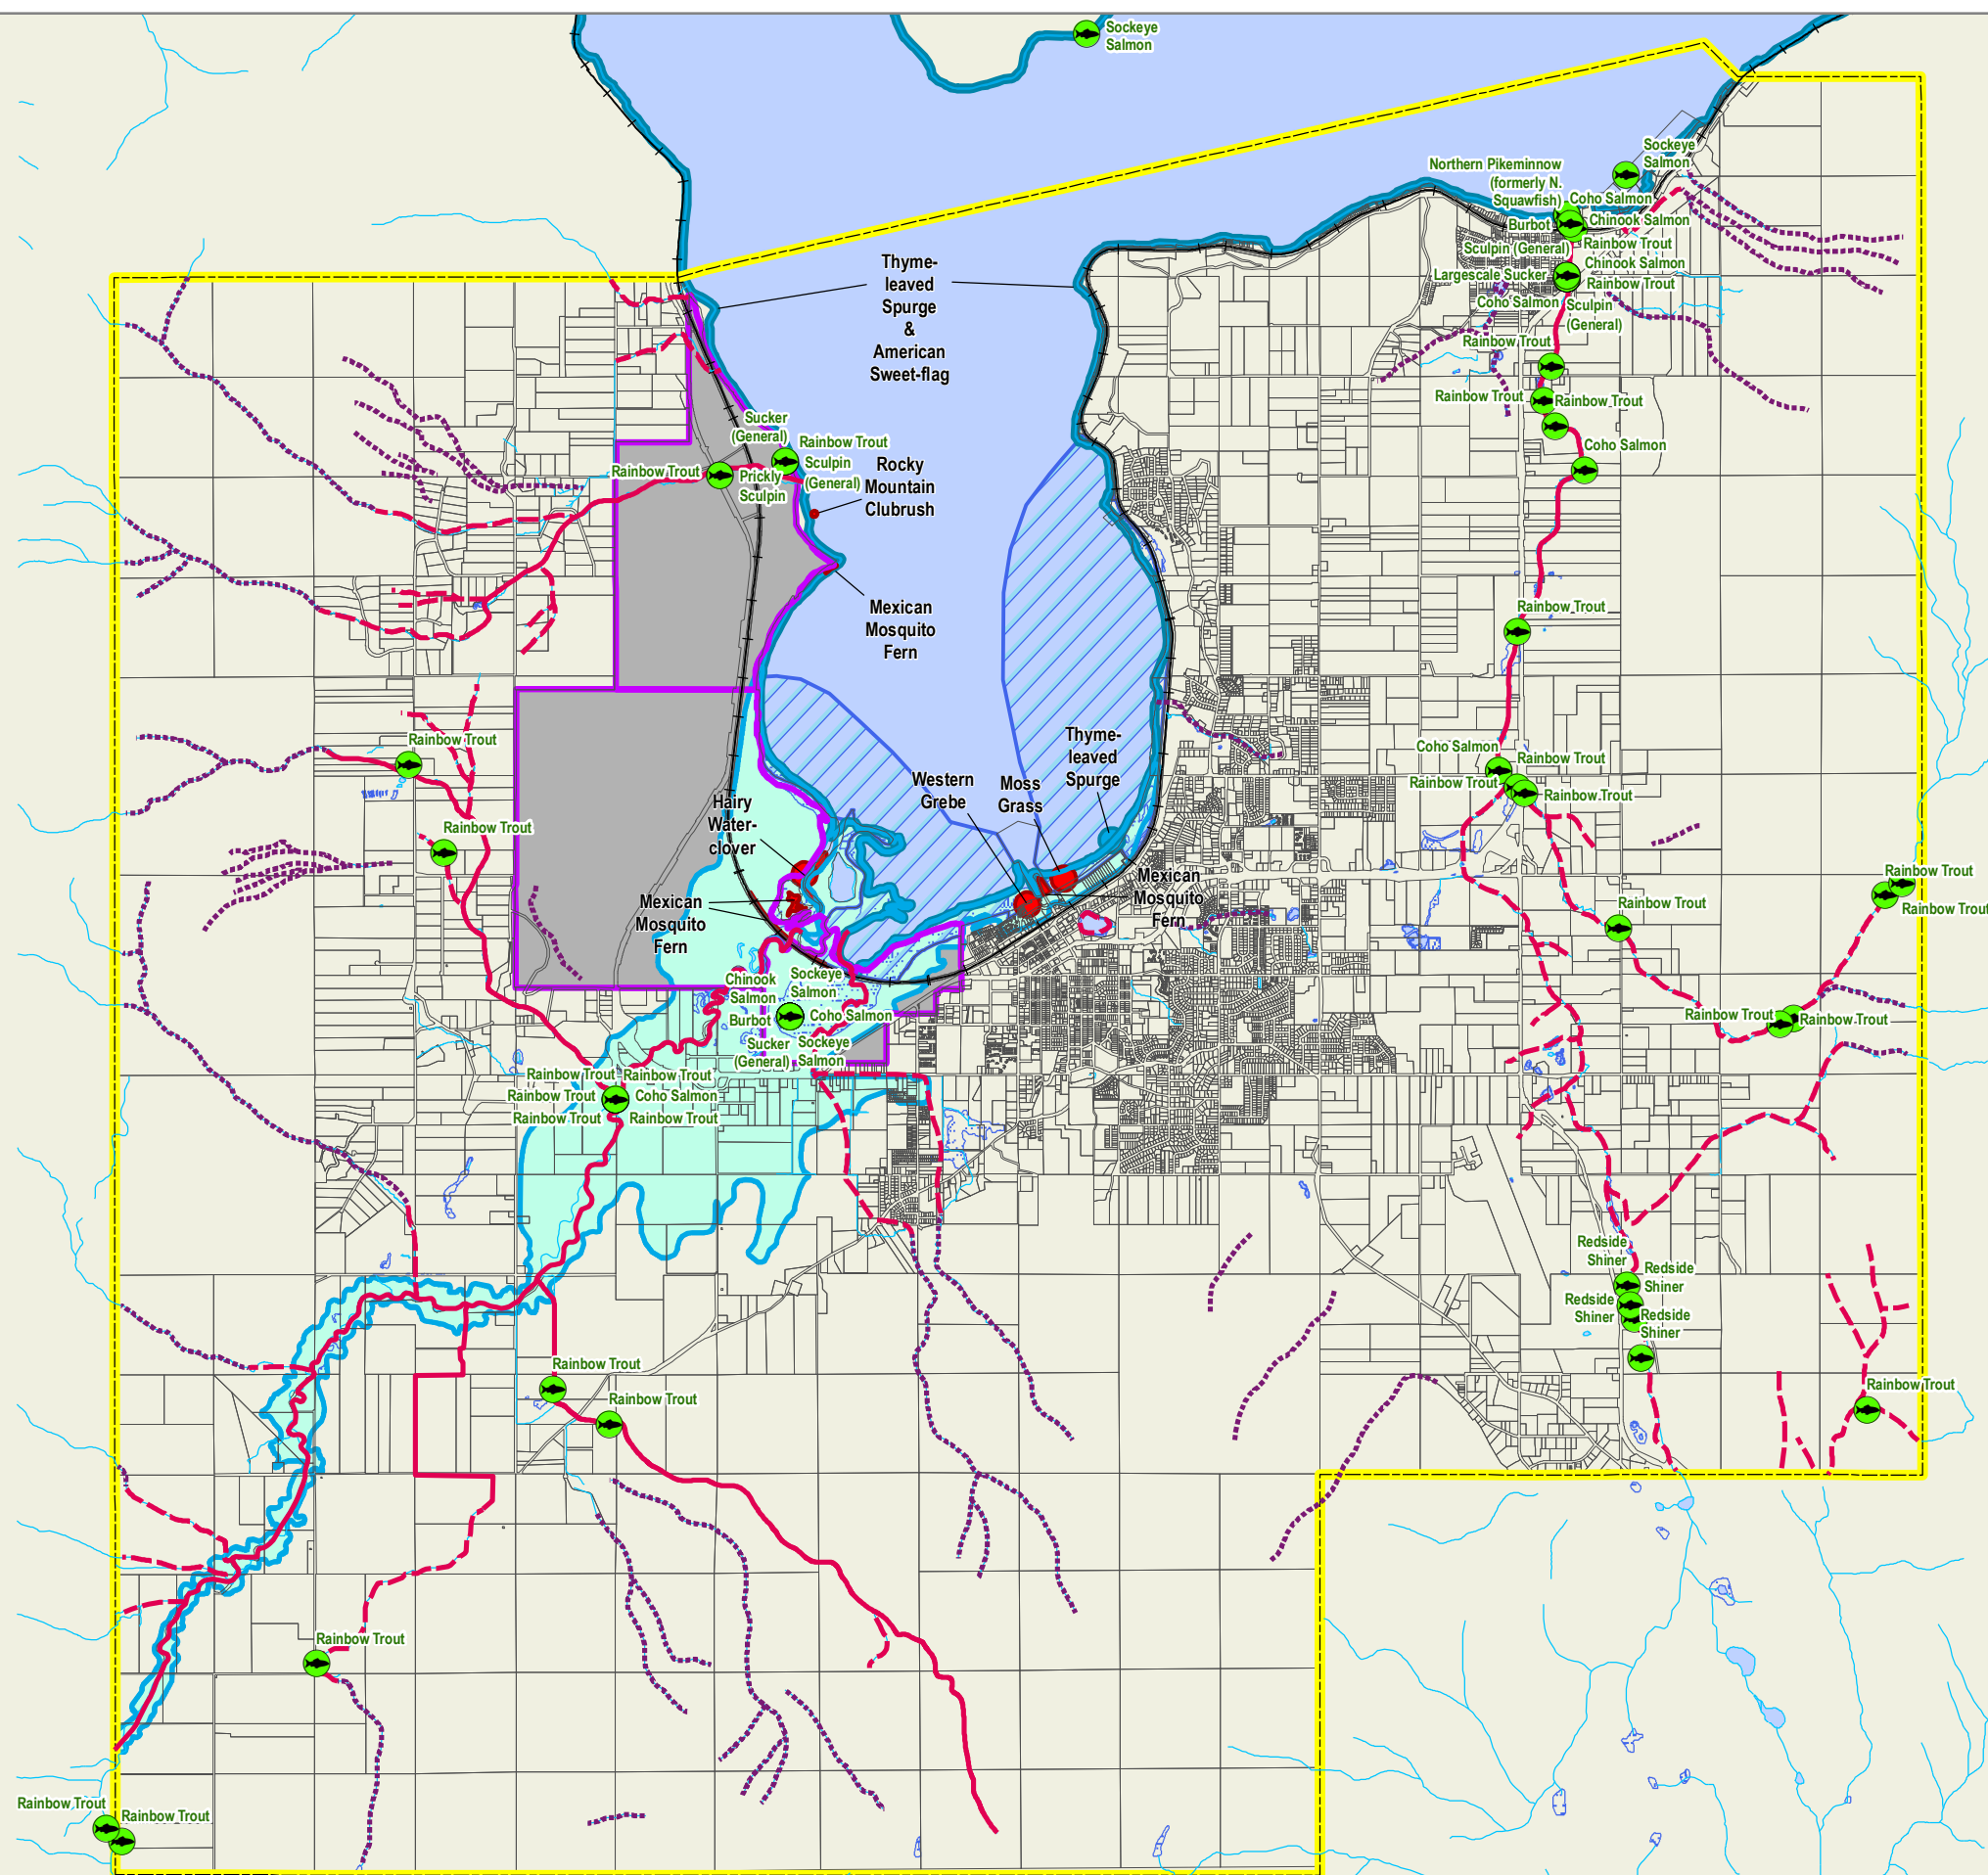 Sockeye
Salmon
Sockeye
Salmon
Northern Pikeminnow
(formerly N.
Squawfish)
Coho Salmon
Burbot
Chinook Salmon
Sculpin (General)
Rainbow Trout
Chinook Salmon
Largescale Sucker
Rainbow Trout
Coho Salmon
Sculpin
(General)
Rainbow Trout
Rainbow Trout
Rainbow Trout
Coho Salmon
Thyme-
leaved
Spurge
&
American
Sweet-flag
Sucker
(General)
Rainbow Trout
Sculpin
(General)
Rainbow Trout
Prickly
Sculpin
Rocky
Mountain
Clubrush
Mexican
Mosquito
Fern
Rainbow Trout
Rainbow Trout
Rainbow Trout
Thyme-
leaved
Spurge
Western
Grebe
Moss
Grass
Hairy
Water-
clover
Coho Salmon
Rainbow Trout
Rainbow Trout
Rainbow Trout
Mexican
Mosquito
Fern
Mexican
Mosquito
Fern
Rainbow Trout
Rainbow Trout
Rainbow Trout
Chinook
Salmon
Sockeye
Salmon
Burbot
Coho Salmon
Sucker
(General)
Sockeye
Salmon
Rainbow Trout
Rainbow Trout
Rainbow Trout
Rainbow Trout
Rainbow Trout
Coho Salmon
Rainbow Trout
Rainbow Trout
Redside
Shiner
Redside
Shiner
Redside
Shiner
Redside
Shiner
Rainbow Trout
Rainbow Trout
Rainbow Trout
Rainbow Trout
Rainbow Trout
Rainbow Trout